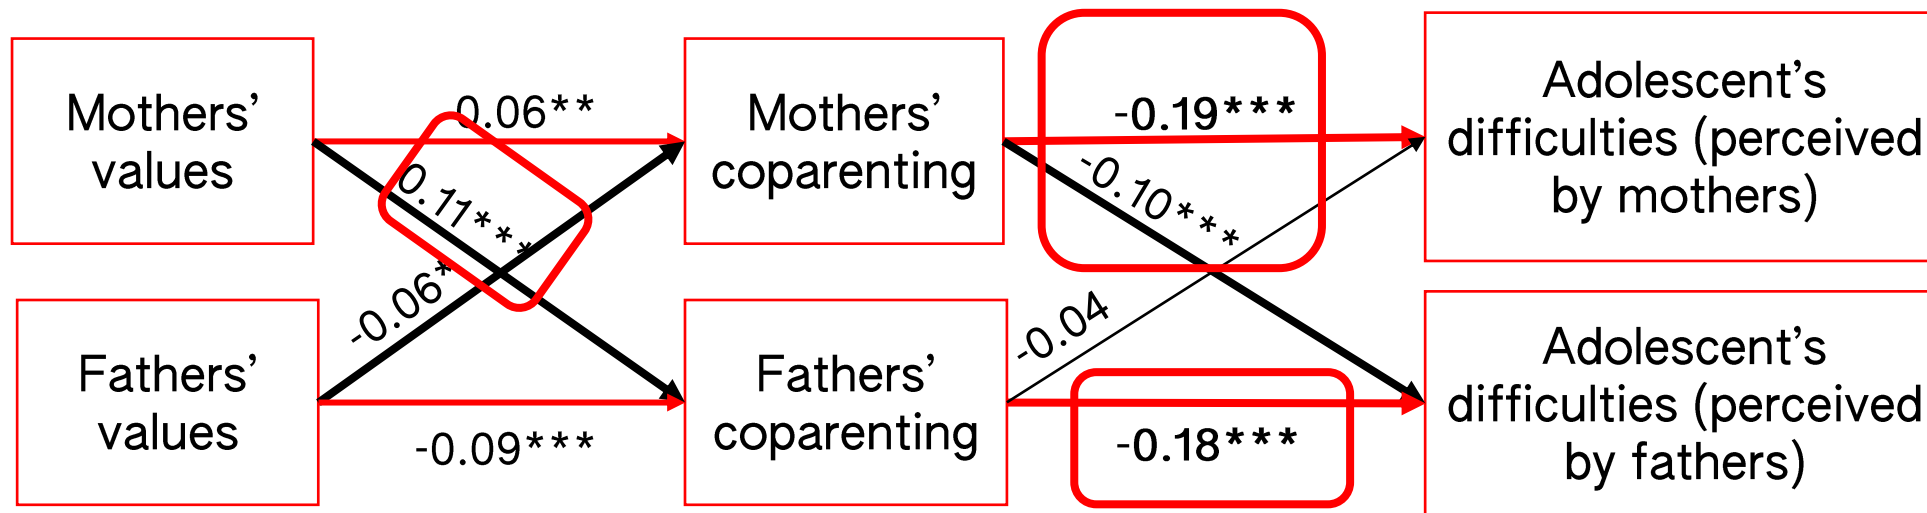 Mothers’
values
0.06**
Mothers’
coparenting
-0.19***
Adolescent’s
difficulties (perceived
by mothers)
0.11***
-0.10***
-0.06*
-0.04
Fathers’
values
-0.09***
Fathers’
coparenting
-0.18***
Adolescent’s
difficulties (perceived
by fathers)